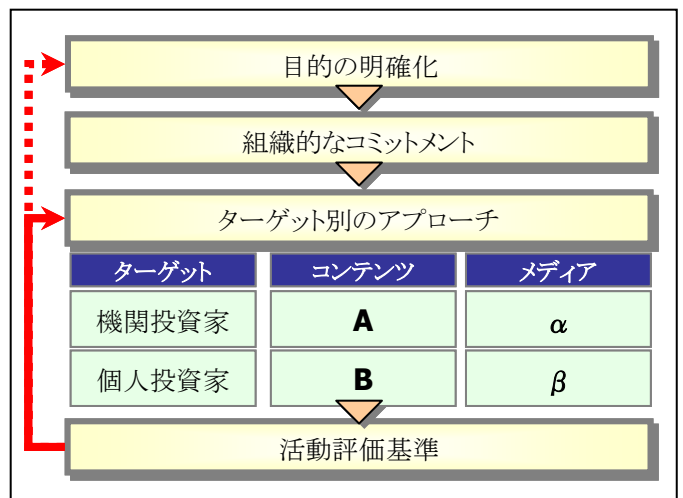 目的の明確化
組織的なコミットメント
ターゲット別のアプローチ
ターゲット コンテンツ メディア
機関投資家 A α
個人投資家 B β
活動評価基準